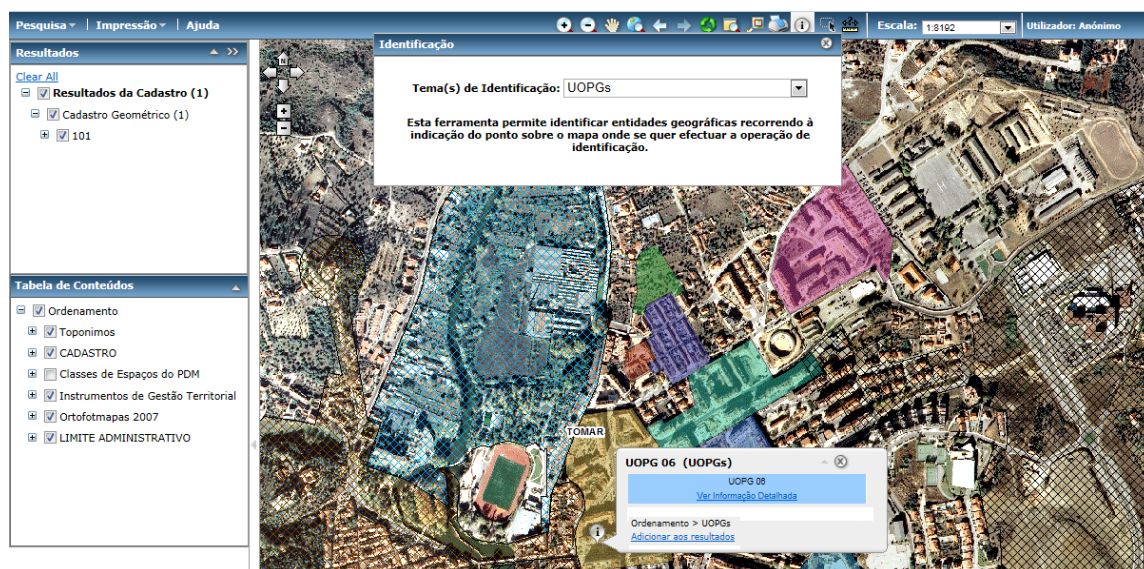 Pesquisa Impressão Ajuda
Escala: 1:8192 Utilizador: Anónimo
Resultados
Clear All
Resultados da Cadastro (1)
Cadastro Geométrico (1)
101
Identificação
Tema(s) de Identificação: UOPGs
Esta ferramenta permite identificar entidades geográficas recorrendo à
indicação do ponto sobre o mapa onde se quer efectuar a operação de
identificação.
N
Tabela de Conteúdos
Ordenamento
Toponimos
CADASTRO
Classes de Espaços do PDM
Instrumentos de Gestão Territorial
Ortofotmapas 2007
LIMITE ADMINISTRATIVO
TOMAR
UOPG 06 (UOPGs)
UOPG 06
Ver Informação Detalhada
Ordenamento > UOPGs
Adicionar aos resultados